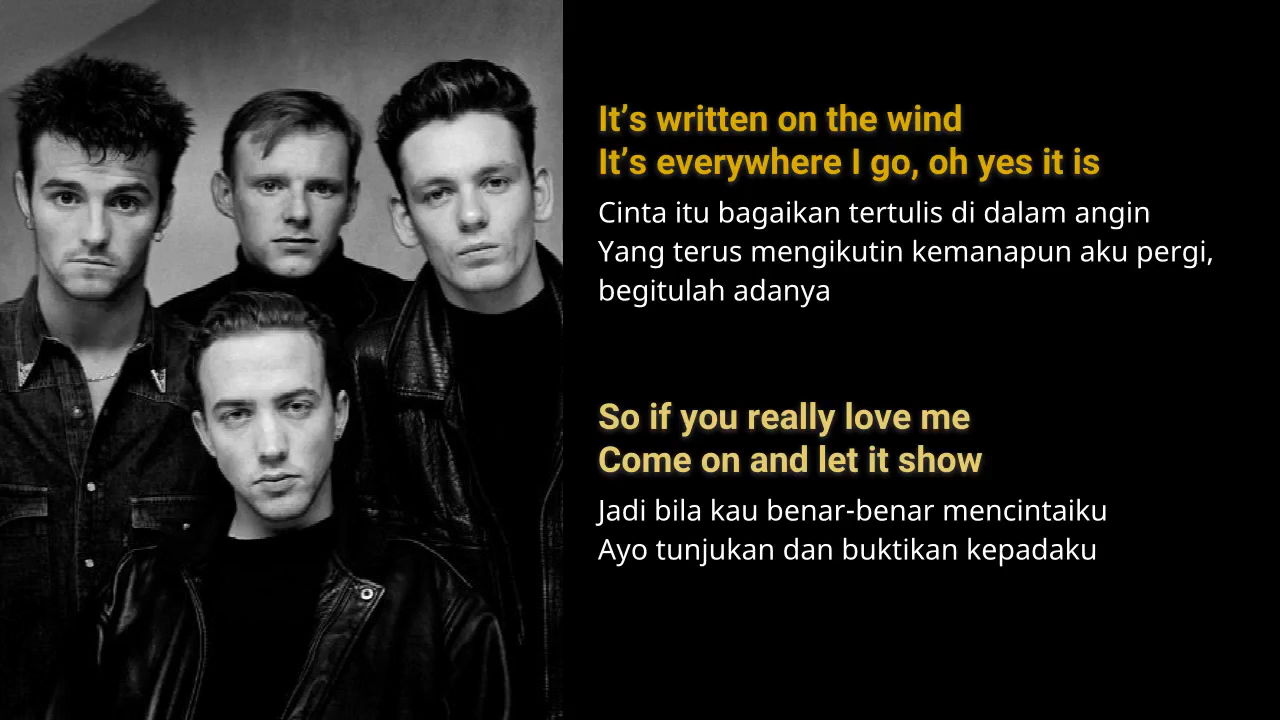 It’s written on the wind
It’s everywhere I go, oh yes it is
Cinta itu bagaikan tertulis di dalam angin
Yang terus mengikutin kemanapun aku pergi,
begitulah adanya
So if you really love me
Come on and let it show
Jadi bila kau benar-benar mencintaiku
Ayo tunjukan dan buktikan kepadaku